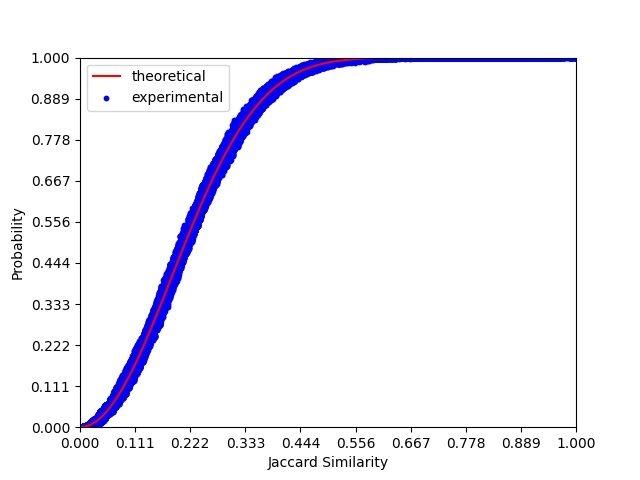 1.000
0.889
0.778
0.667
0.556
0.444
0.333
0.222
0.111
0.000
Probability
theoretical
experimental
0.000 0.111 0.222 0.333 0.444 0.556 0.667 0.778 0.889 1.000
Jaccard Similarity